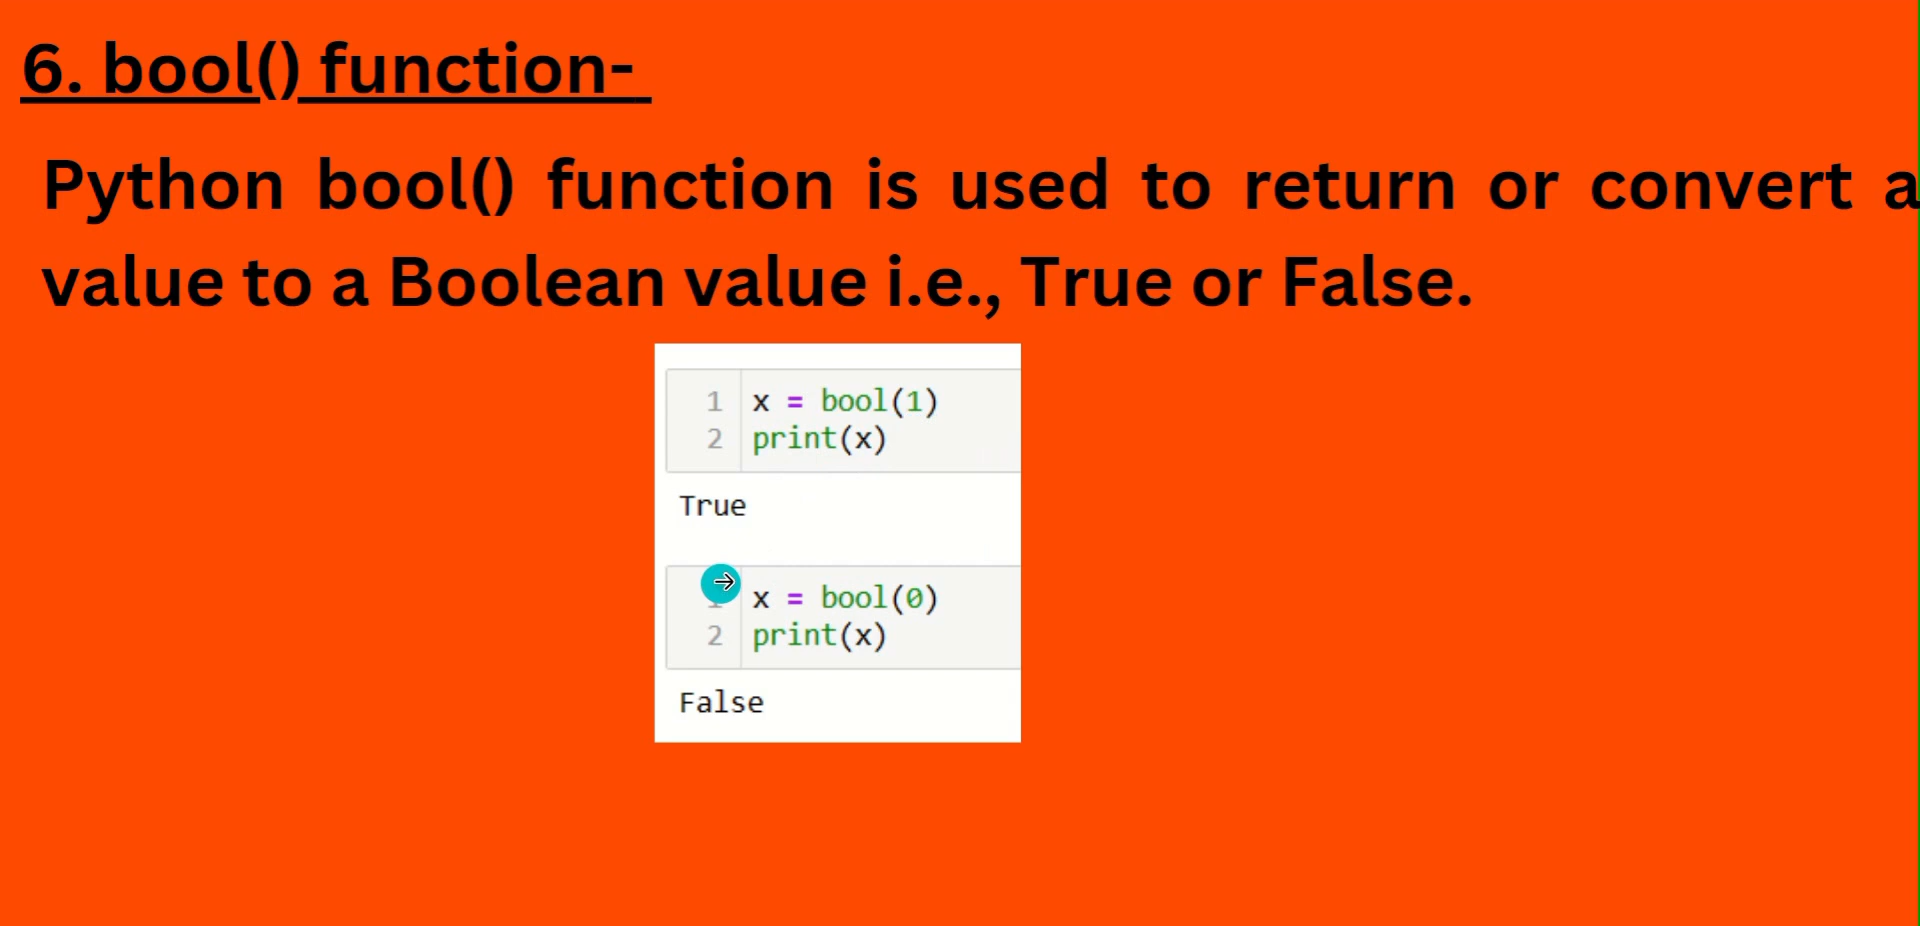 6. bool() function-
Python bool() function is used to return or convert a
value to a Boolean value i.e., True or False.
1 x = bool(1)
2 print(x)
True
x = bool(0)
2 print(x)
False